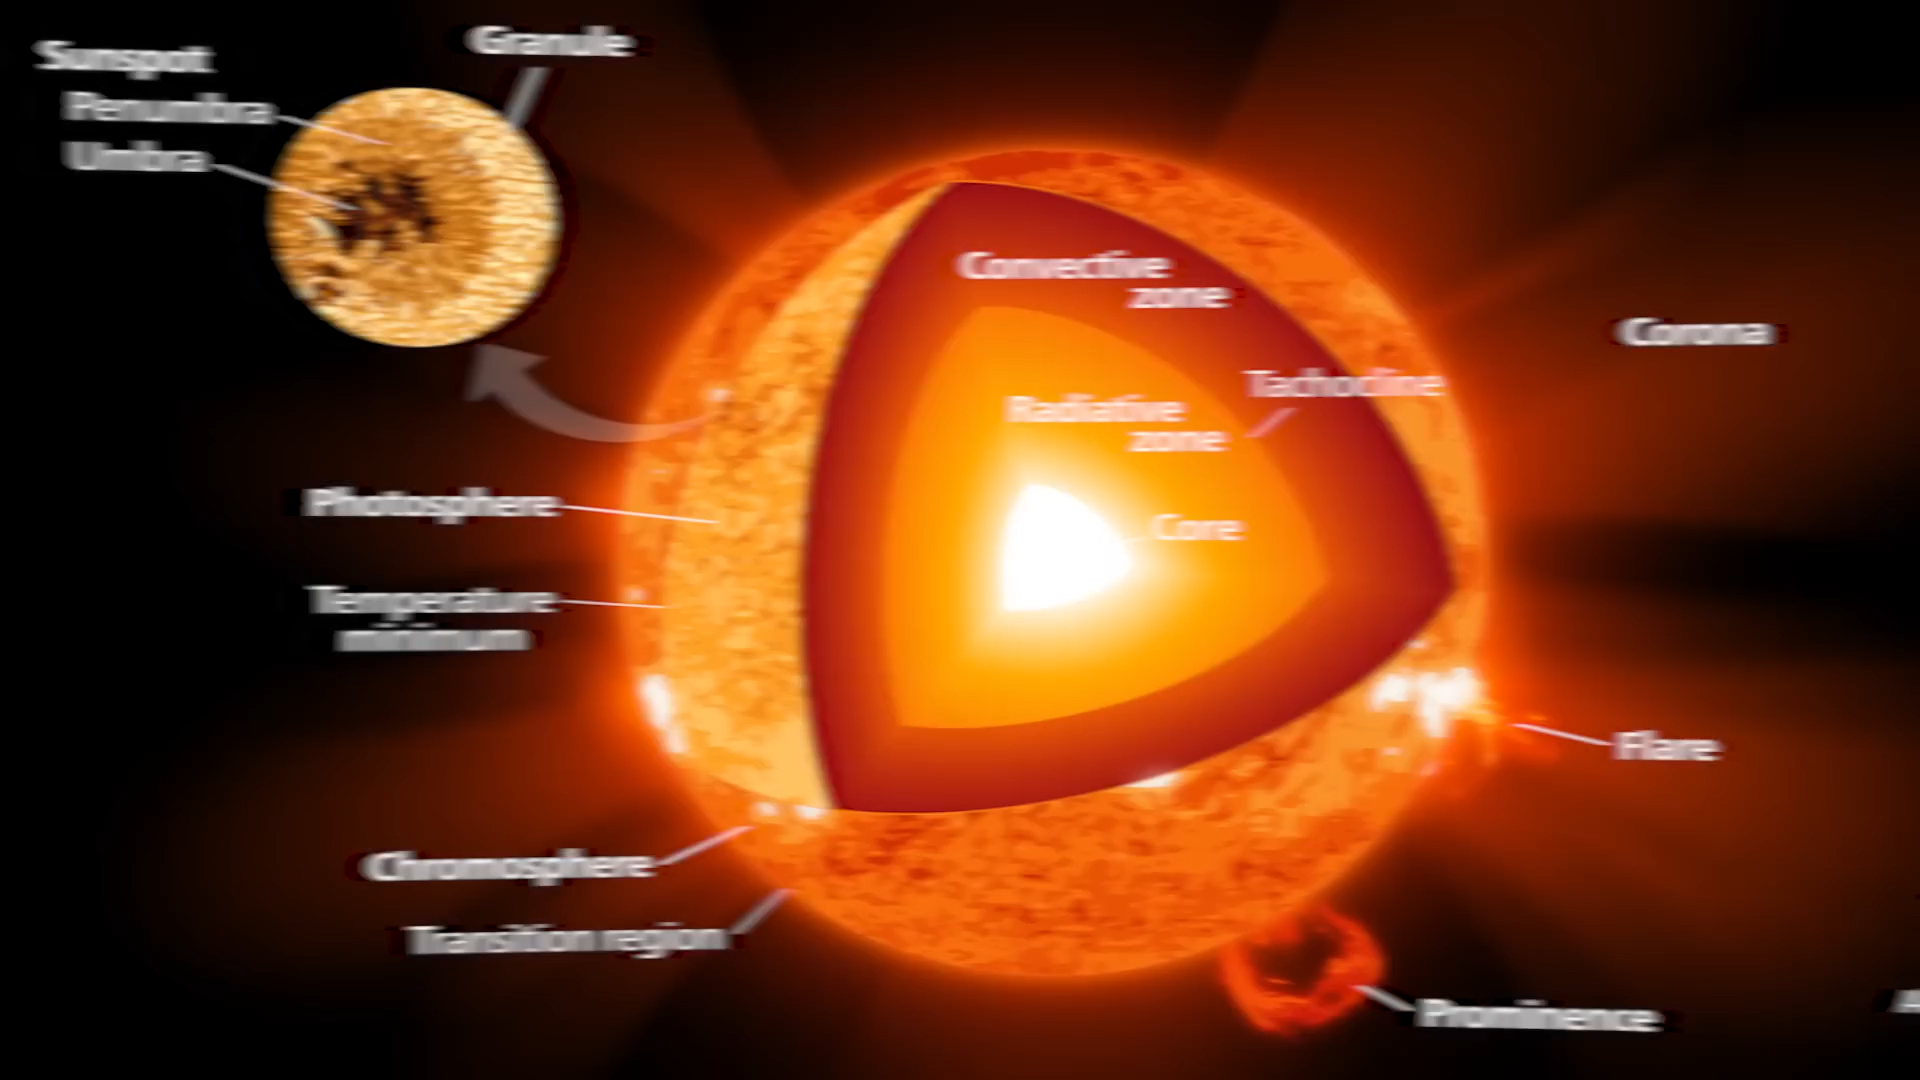 Sunspot
Granule
Penumbra
Umbra
Convective
zone
Corona
Tachocline
Radiative
zone
Photosphere
Core
Temperature
minimum
Flare
Chromosphere
Transition region
Prominence